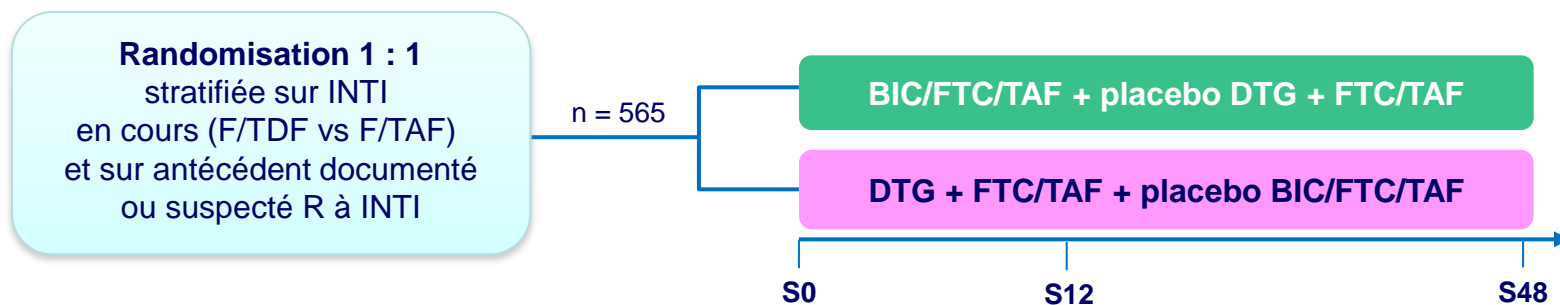 Randomisation 1 : 1
stratifiée sur INTI
en cours (F/TDF vs F/TAF)
et sur antécédent documenté
ou suspecté R à INTI
n = 565
BIC/FTC/TAF + placebo DTG + FTC/TAF
DTG + FTC/TAF + placebo BIC/FTC/TAF
S0
S12
S48